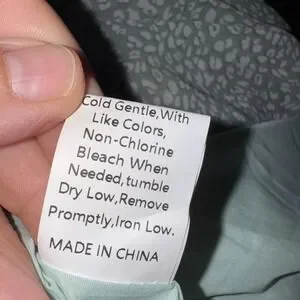 Cold Gentle,With
Like Colors,
Non-Chlorine
Bleach When
Needed,tumble
Dry Low,Remove
Promptly,Iron Low.
MADE IN CHINA